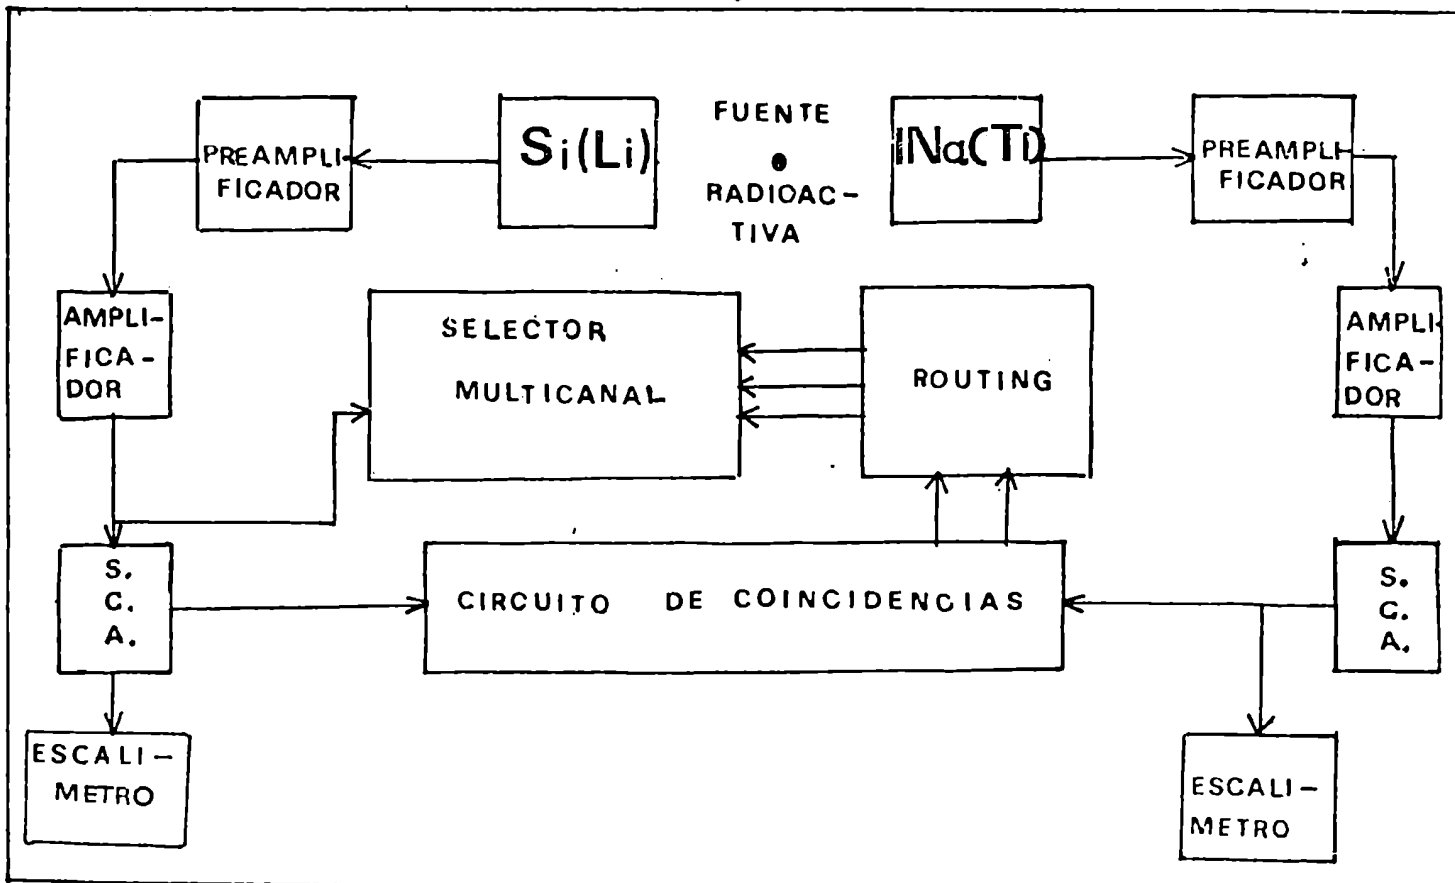 PREAMPLI-
FICADOR
Si(Li)
FUENTE
RADIOAC-
TIVA
INa(Tl)
PREAMPLI-
FICADOR
AMPLI-
FICA-
DOR
SELECTOR
MULTICANAL
ROUTING
AMPLI-
FICA-
DOR
S.
C.
A.
CIRCUITO DE COINCIDENCIAS
S.
C.
A.
ESCALI-
METRO
ESCALI-
METRO